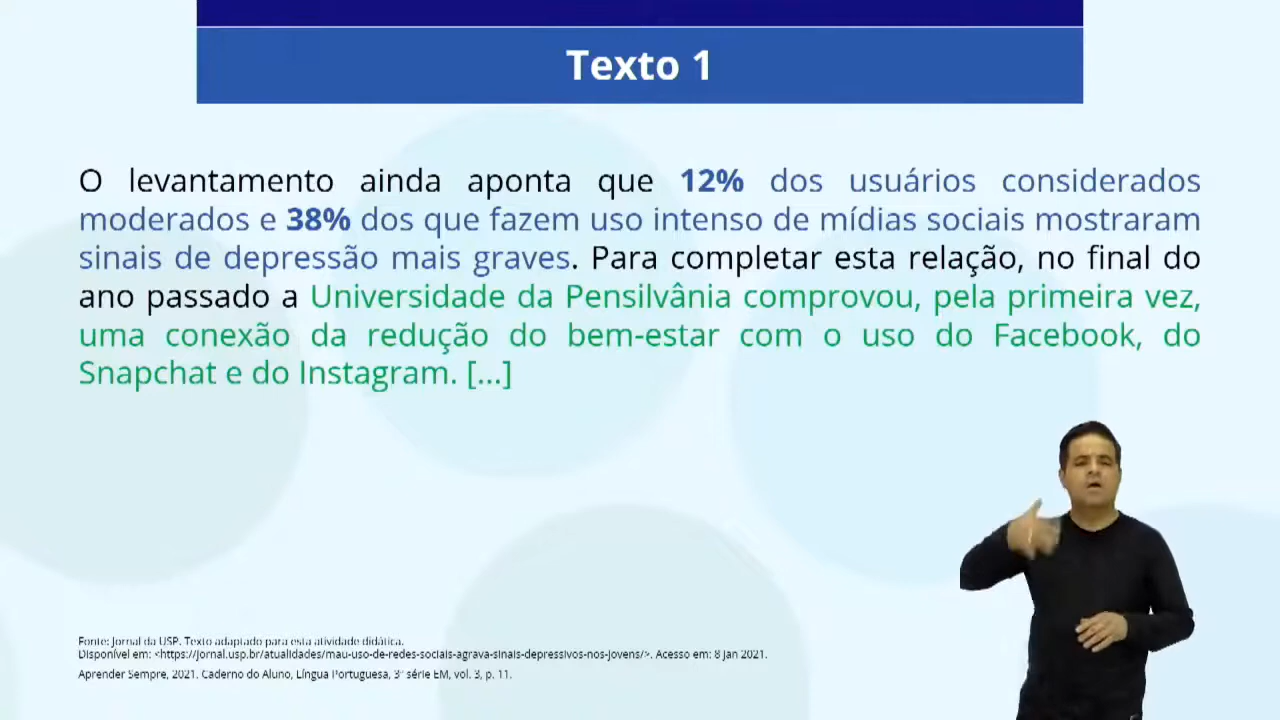 Texto 1
O levantamento ainda aponta que 12% dos usuários considerados
moderados e 38% dos que fazem uso intenso de mídias sociais mostraram
sinais de depressão mais graves. Para completar esta relação, no final do
ano passado a Universidade da Pensilvânia comprovou, pela primeira vez,
uma conexão da redução do bem-estar com o uso do Facebook, do
Snapchat e do Instagram. [...]
Fonte: Jornal da USP. Texto adaptado para esta atividade didática.
Disponível em: <https://jornal.usp.br/atualidades/mau-uso-de-redes-sociais-agrava-sinais-depressivos-nos-jovens/>. Acesso em: 8 jan 2021.
Aprender Sempre, 2021. Caderno do Aluno, Língua Portuguesa, 3ª série EM, vol. 3, p. 11.